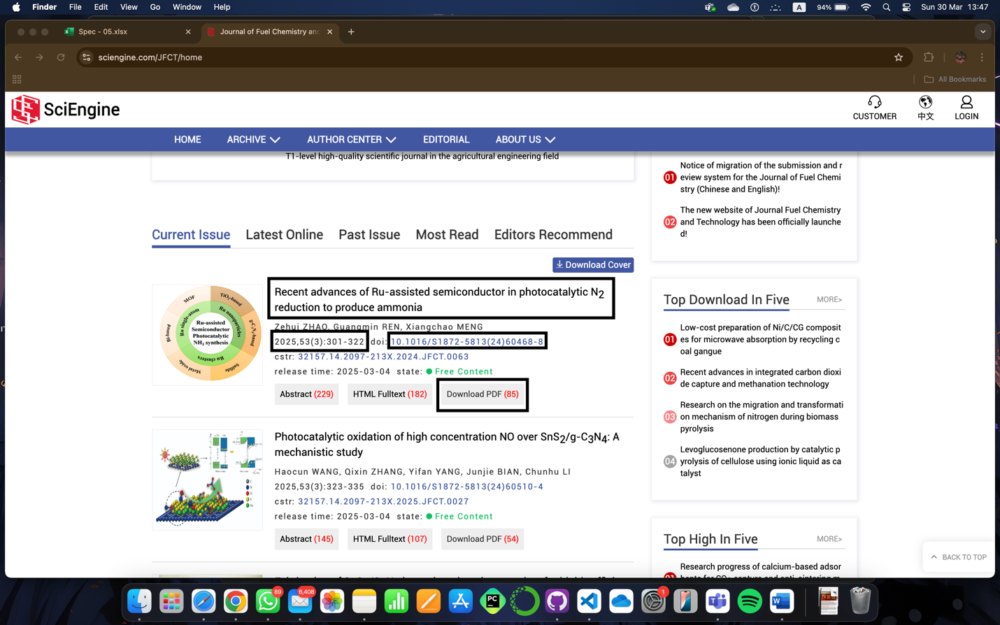 Finder File Edit View Go Window Help A 94% Sun 30 Mar 13:47
Spec - 05.xlsx Journal of Fuel Chemistry an
sciengine.com/JFCT/home
All Bookmarks
SciEngine
CUSTOMER 中文 LOGIN
HOME ARCHIVE AUTHOR CENTER EDITORIAL ABOUT US
T1-level high-quality scientific journal in the agricultural engineering field
Current Issue Latest Online Past Issue Most Read Editors Recommend
Download Cover
MOF
TiO₂-based
g-C₃N₄-based
Sulfide
Metal oxide
Bi-based
Ru single-atom
Ru nanoparticles
Ru clusters
Ru-assisted
Semiconductor
Photocatalytic
NH₃ synthesis
Recent advances of Ru-assisted semiconductor in photocatalytic N₂
reduction to produce ammonia
Zehui ZHAO, Guangmin REN, Xiangchao MENG
2025,53(3):301-322 doi: 10.1016/S1872-5813(24)60468-8
cstr: 32157.14.2097-213X.2024.JFCT.0063
release time: 2025-03-04 state: Free Content
Abstract (229) HTML Fulltext (182) Download PDF (85)
Photocatalytic oxidation of high concentration NO over SnS₂/g-C₃N₄: A
mechanistic study
Haocun WANG, Qixin ZHANG, Yifan YANG, Junjie BIAN, Chunhu LI
2025,53(3):323-335 doi: 10.1016/S1872-5813(24)60510-4
cstr: 32157.14.2097-213X.2025.JFCT.0027
release time: 2025-03-04 state: Free Content
Abstract (145) HTML Fulltext (107) Download PDF (54)
01 Notice of migration of the submission and r
eview system for the Journal of Fuel Chemi
stry (Chinese and English)!
02 The new website of Journal Fuel Chemistry
and Technology has been officially launche
d!
Top Download In Five MORE>
01 Low-cost preparation of Ni/C/CG composit
es for microwave absorption by recycling c
oal gangue
02 Recent advances in integrated carbon dioxi
de capture and methanation technology
03 Research on the migration and transformati
on mechanism of nitrogen during biomass
pyrolysis
04 Levoglucosenone production by catalytic p
yrolysis of cellulose using ionic liquid as ca
talyst
Top High In Five MORE>
Research progress of calcium-based adsor
BACK TO TOP
89
6,408
PC
1
W